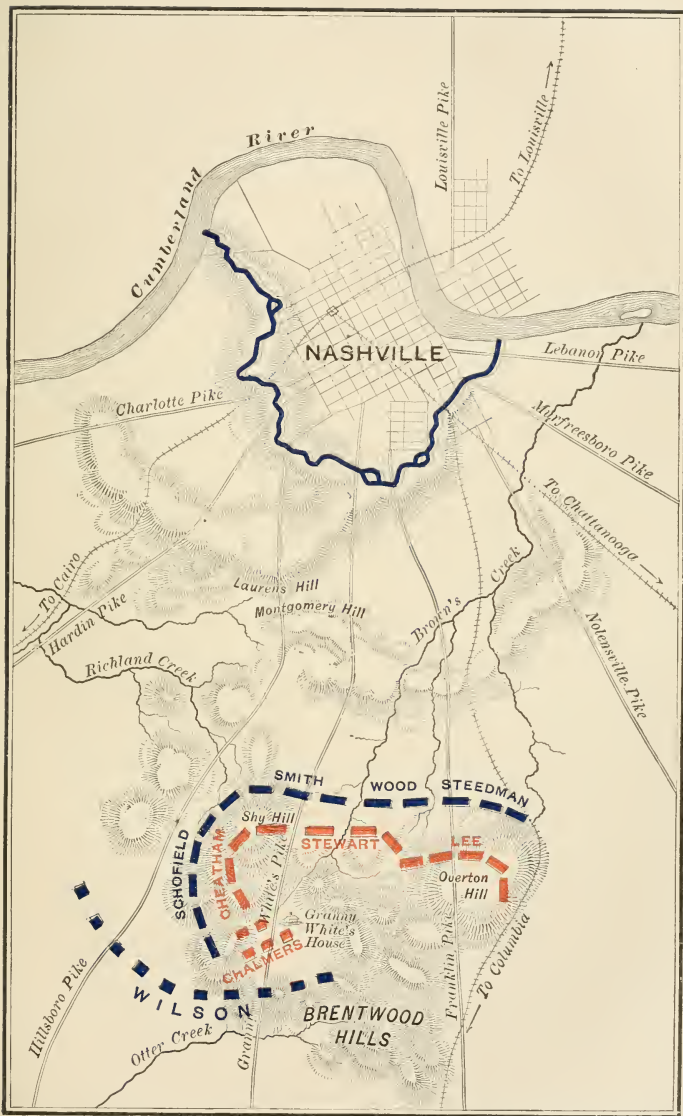 River
Cumberland
Louisville Pike
To Louisville
NASHVILLE
Lebanon Pike
Charlotte Pike
Murfreesboro Pike
To Chattanooga
To Cairo
Hardin Pike
Laurens Hill
Montgomery Hill
Brown's Creek
Richland Creek
Nolensville Pike
SMITH
WOOD STEEDMAN
SCHOFIELD
CHEATHAM
Shy Hill
STEWART
LEE
Overton
Hill
Granny White's Pike
Granny
White's
House
CHALMERS
WILSON
Hillsboro Pike
Franklin Pike
To Columbia
BRENTWOOD
HILLS
Otter Creek